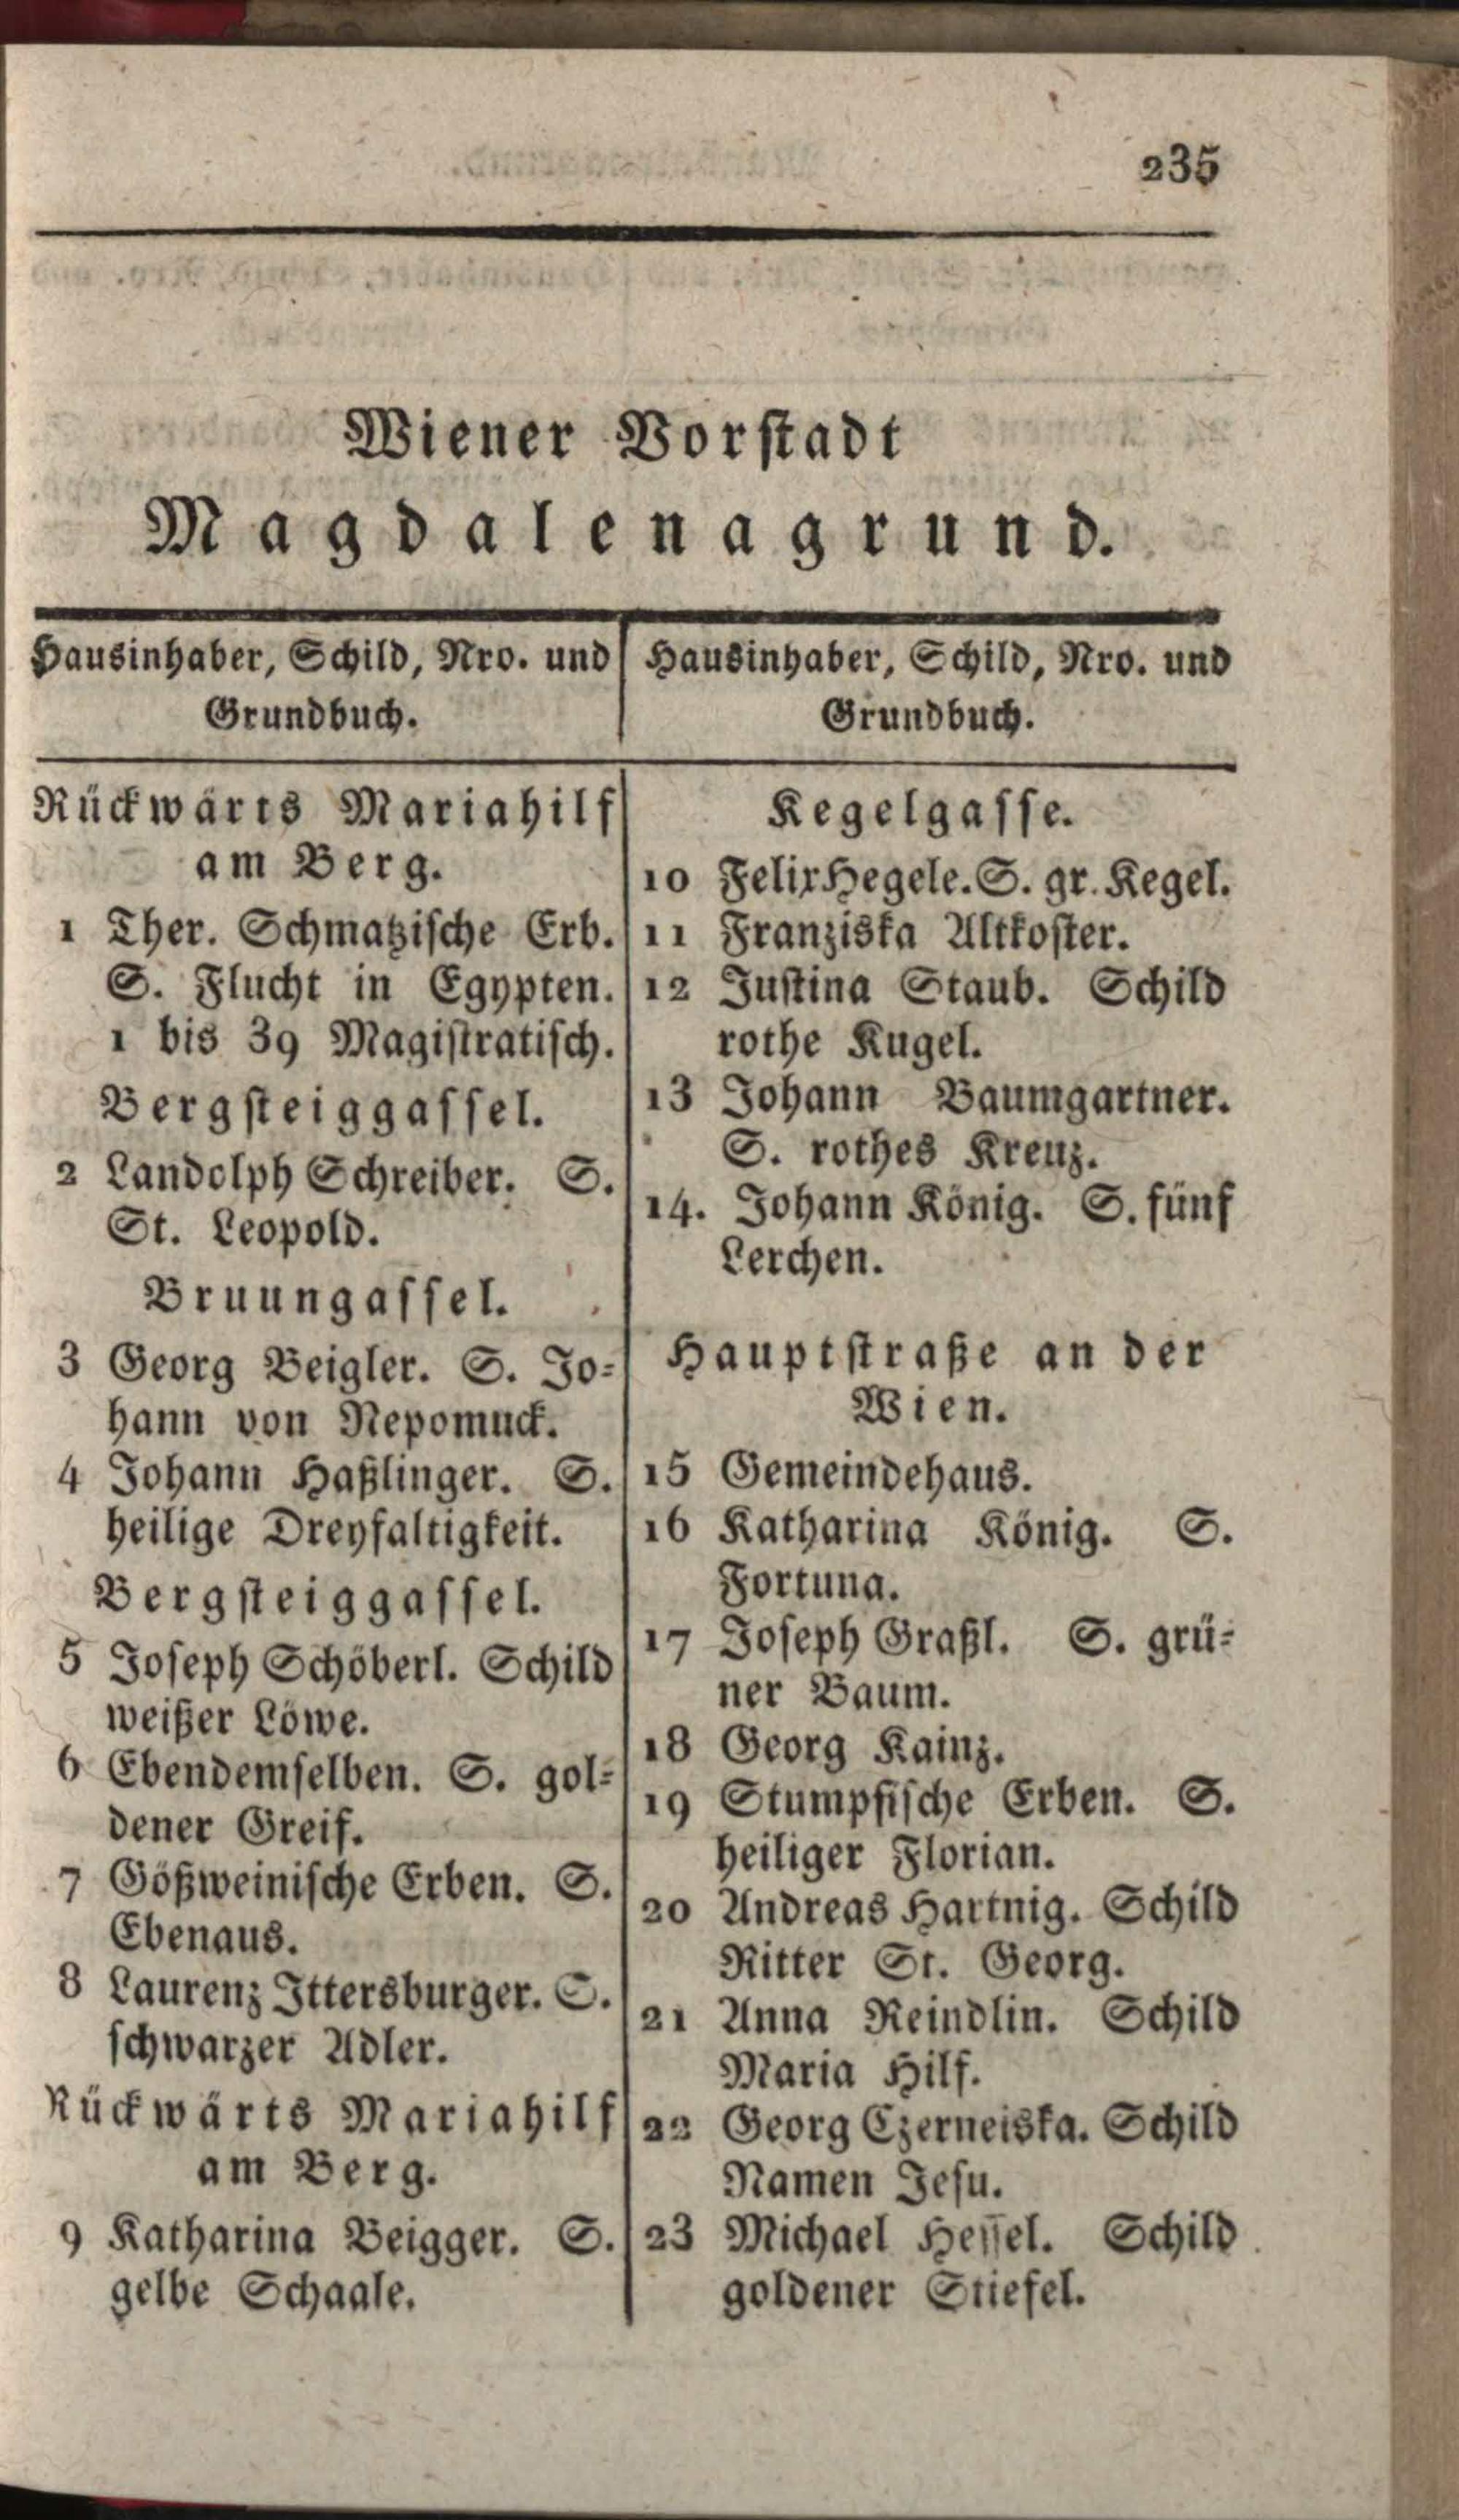 235
Wiener Vorstadt
Magdalenagrund.
Hausinhaber, Schild, Nro. und
Grundbuch.
Rückwärts Mariahilf
am Berg.
1 Ther. Schmatzische Erb.
S. Flucht in Egypten.
1 bis 39 Magistratisch.
Bergsteiggassel.
2 Landolph Schreiber. S.
St. Leopold.
Bruungassel.
3 Georg Beigler. S. Jo-
hann von Nepomuck.
4 Johann Haßlinger. S.
heilige Dreyfaltigkeit.
Bergsteiggassel.
5 Joseph Schöberl. Schild
weißer Löwe.
6 Ebendemselben. S. gol-
dener Greif.
7 Gößweinische Erben. S.
Ebenaus.
8 Laurenz Ittersburger. S.
schwarzer Adler.
Rückwärts Mariahilf
am Berg.
9 Katharina Beigger. S.
gelbe Schaale.
Hausinhaber, Schild, Nro. und
Grundbuch.
Kegelgasse.
10 Felix Hegele. S. gr. Kegel.
11 Franziska Altkoster.
12 Justina Staub. Schild
rothe Kugel.
13 Johann Baumgartner.
S. rothes Kreuz.
14. Johann König. S. fünf
Lerchen.
Hauptstraße an der
Wien.
15 Gemeindehaus.
16 Katharina König. S.
Fortuna.
17 Joseph Graßl. S. grü-
ner Baum.
18 Georg Kainz.
19 Stumpfische Erben. S.
heiliger Florian.
20 Andreas Hartnig. Schild
Ritter St. Georg.
21 Anna Reindlin. Schild
Maria Hilf.
22 Georg Czerneiska. Schild
Namen Jesu.
23 Michael Hessel. Schild
goldener Stiefel.